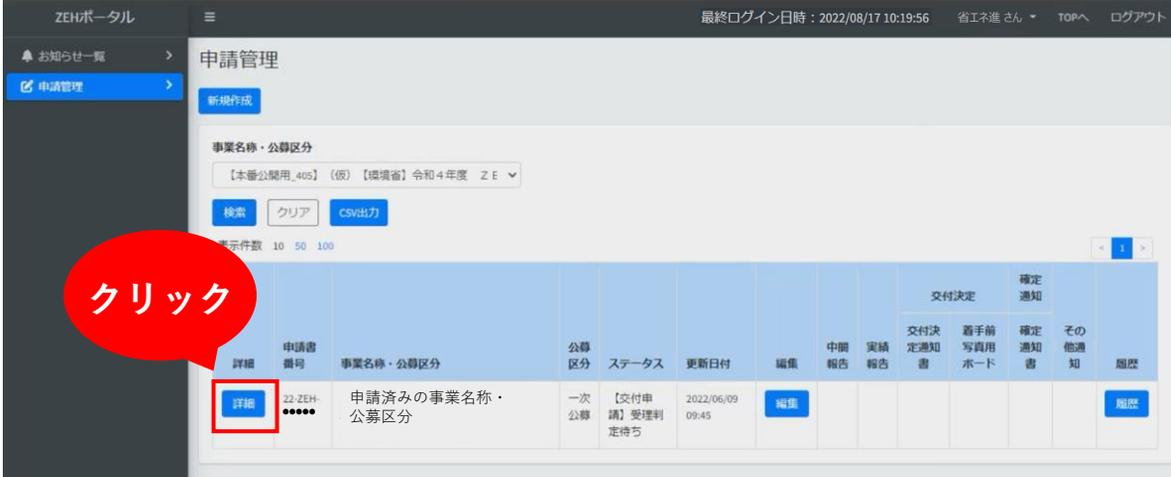 ZEHポータル
最終ログイン日時：2022/08/17 10:19:56 省エネ進 さん TOPへ ログアウト
お知らせ一覧
申請管理
申請管理
新規作成
事業名称・公募区分
【本番公開用_405】（仮）【環境省】令和４年度 ＺＥ
検索 クリア CSV出力
表示件数 10 50 100
< 1 >
クリック
交付決定
確定
通知
詳細
申請書
番号
事業名称・公募区分
公募
区分
ステータス
更新日付
編集
中間
報告
実績
報告
交付決
定通知
書
着手前
写真用
ボード
確定
通知
書
その
他通
知
履歴
詳細
22-ZEH-
●●●●●
申請済みの事業名称・
公募区分
一次
公募
【交付申
請】受理判
定待ち
2022/06/09
09:45
編集
履歴